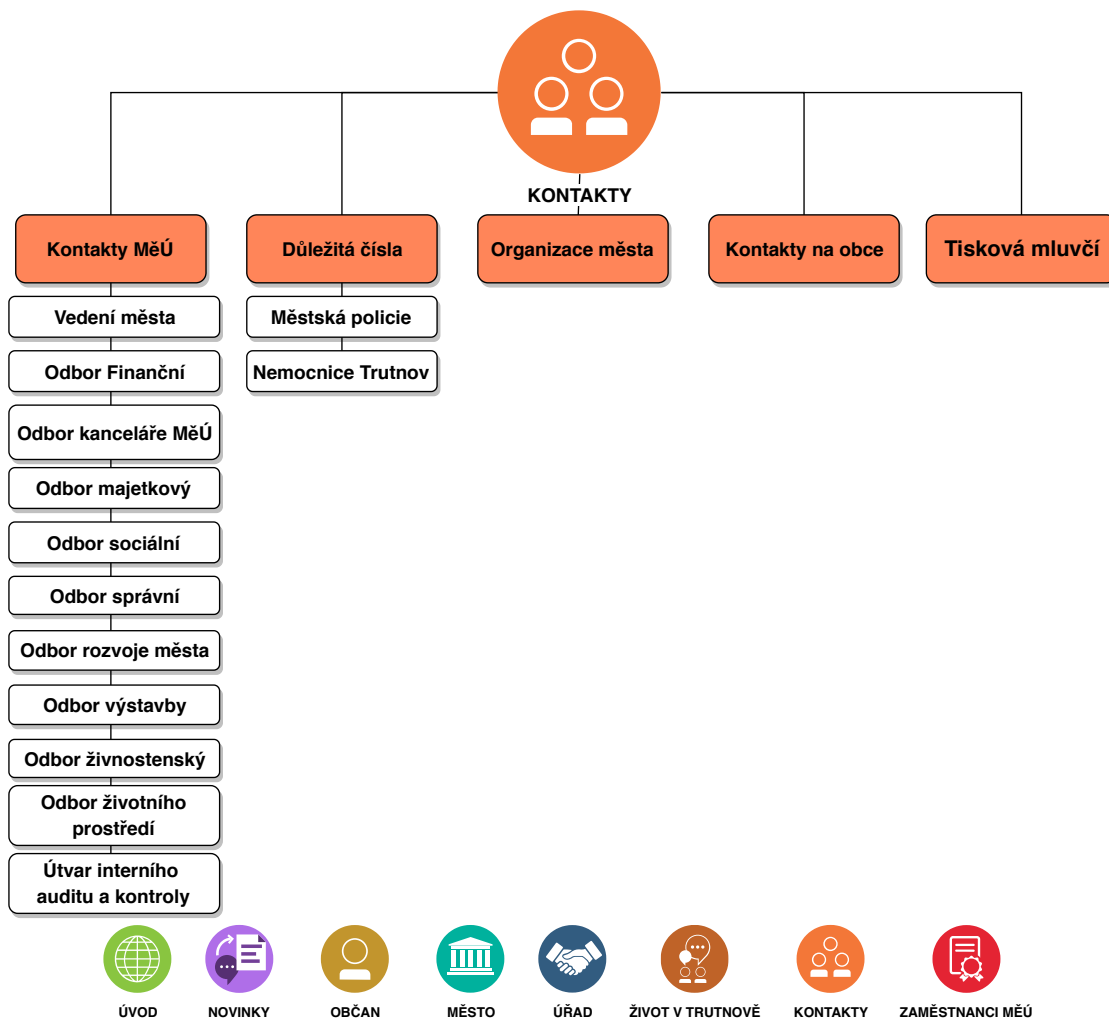 KONTAKTY
Kontakty MěÚ
Důležitá čísla
Organizace města
Kontakty na obce
Tisková mluvčí
Vedení města
Odbor Finanční
Odbor kanceláře MěÚ
Odbor majetkový
Odbor sociální
Odbor správní
Odbor rozvoje města
Odbor výstavby
Odbor živnostenský
Odbor životního
prostředí
Útvar interního
auditu a kontroly
Městská policie
Nemocnice Trutnov
ÚVOD
NOVINKY
OBČAN
MĚSTO
ÚŘAD
ŽIVOT V TRUTNOVĚ
KONTAKTY
ZAMĚSTNANCI MĚÚ